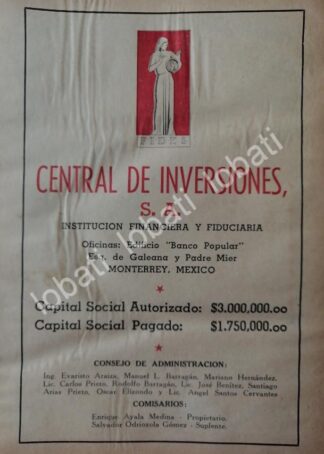 FIDES
CENTRAL DE INVERSIONES,
S. A.
INSTITUCION FINANCIERA Y FIDUCIARIA
Oficinas: Edificio "Banco Popular"
Esq. de Galeana y Padre Mier
MONTERREY, MEXICO
Capital Social Autorizado: $3.000,000.oo
Capital Social Pagado: $1.750,000.oo
CONSEJO DE ADMINISTRACION:
Ing. Evaristo Araiza, Manuel L. Barragán, Mariano Hernández,
Lic. Carlos Prieto, Rodolfo Barragán, Lic. José Benítez, Santiago
Arias Prieto, Oscar Elizondo y Lic. Angel Santos Cervantes
COMISARIOS:
Enrique Ayala Medina - Propietario.
Salvador Odriozola Gómez - Suplente.
lobati lobati lobati lobati